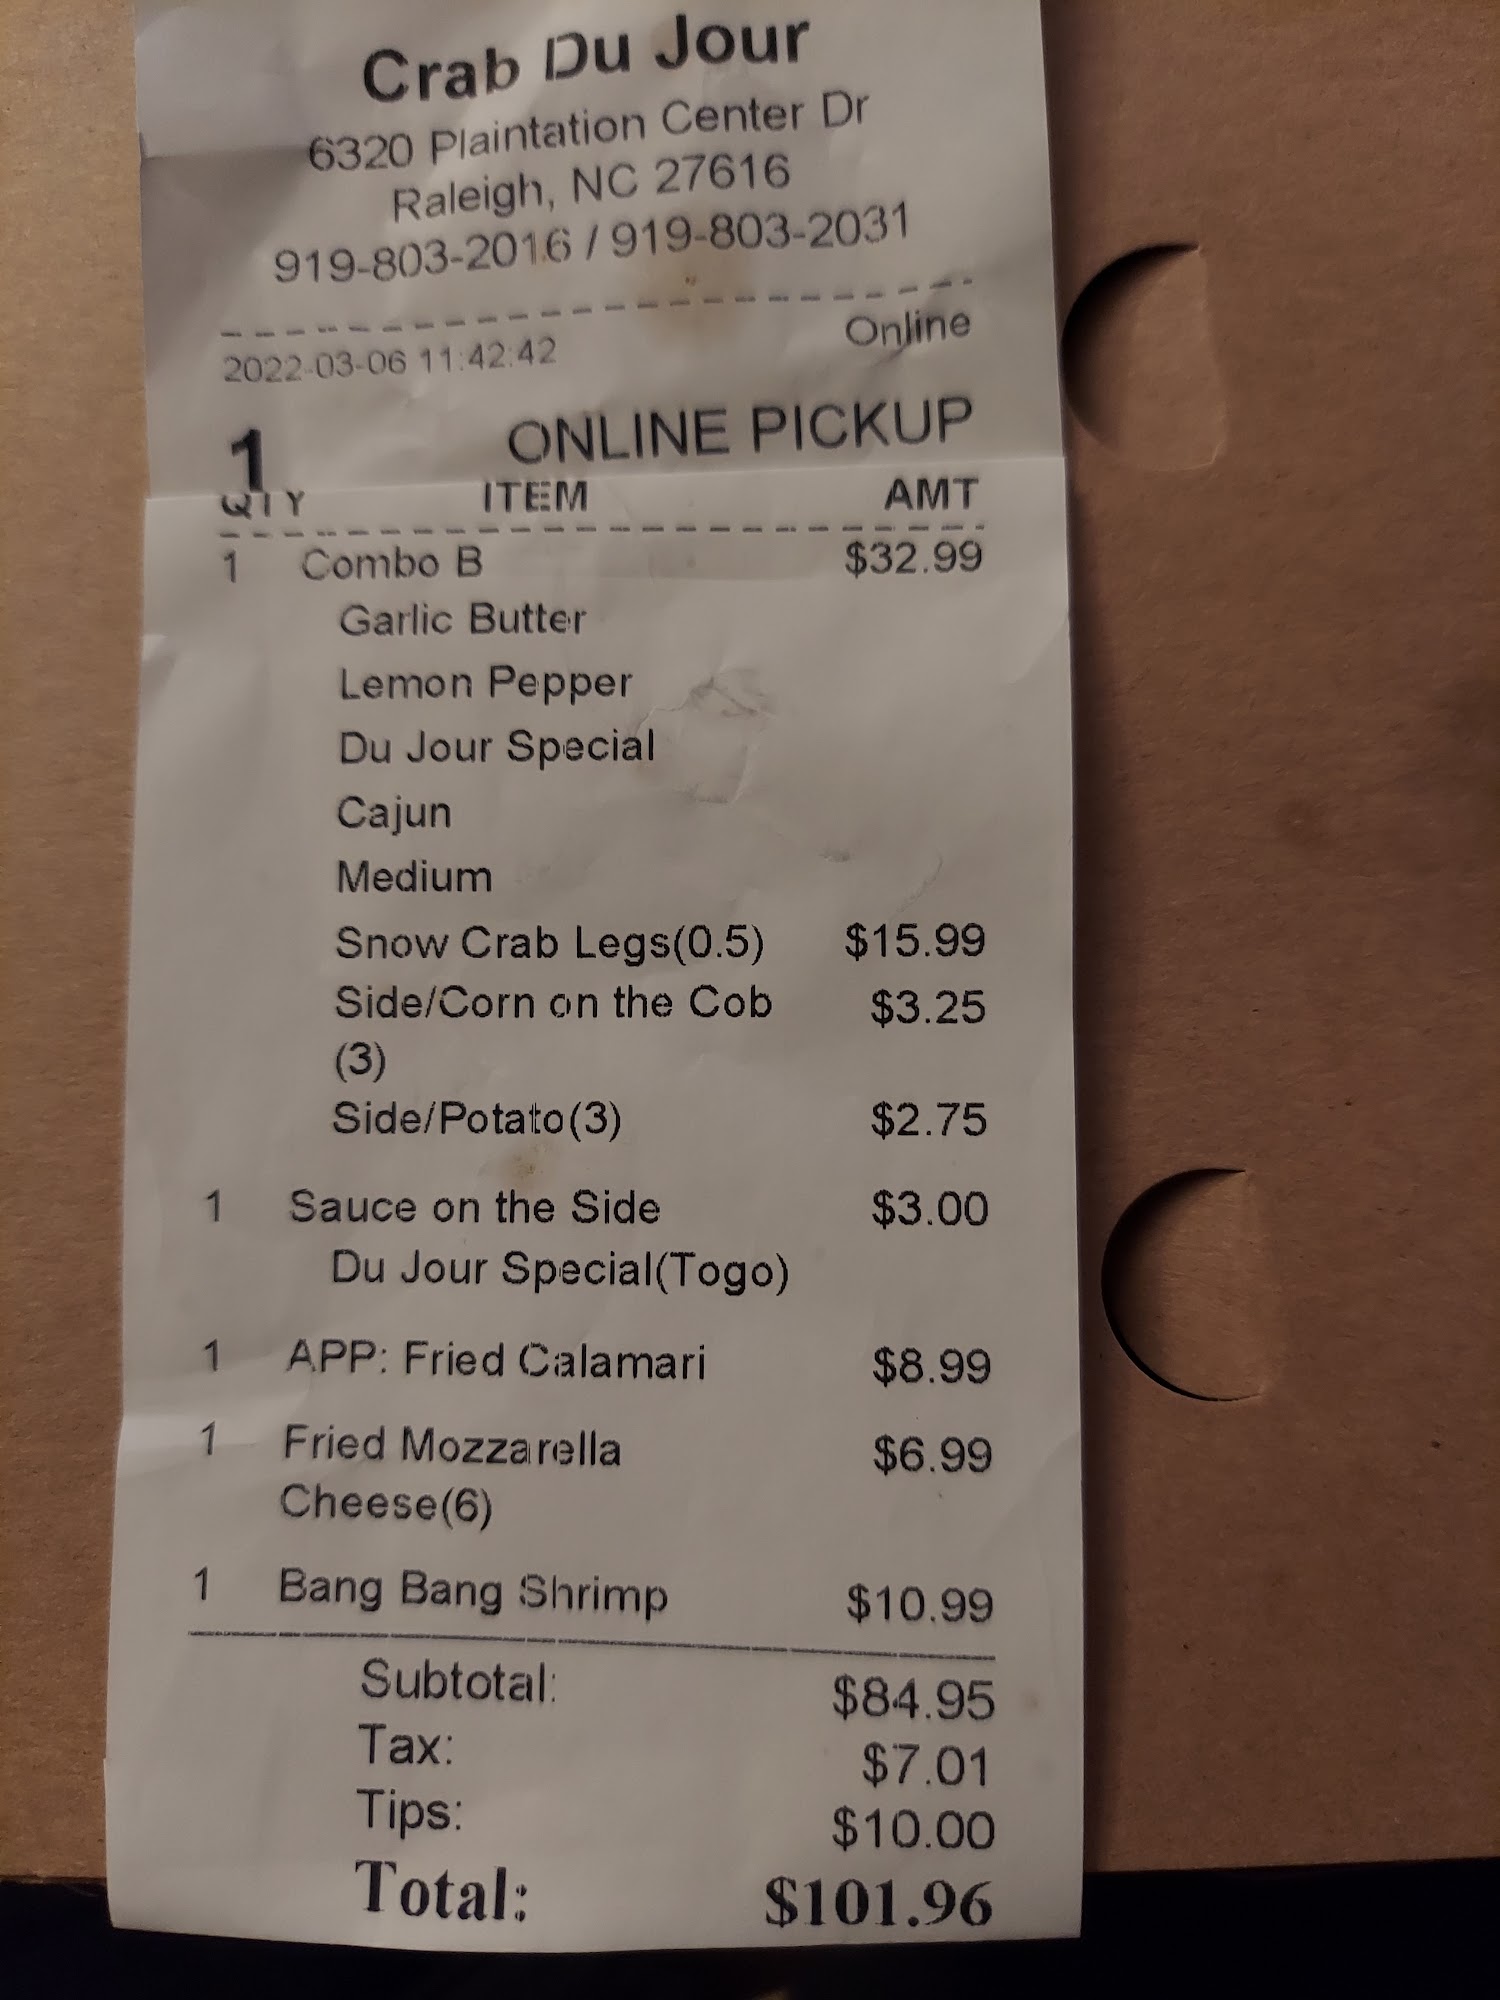 Crab Du Jour
6320 Plaintation Center Dr
Raleigh, NC 27616
919-803-2016 / 919-803-2031
2022-03-06 11:42:42 Online
1 ONLINE PICKUP
QTY ITEM AMT
1 Combo B $32.99
Garlic Butter
Lemon Pepper
Du Jour Special
Cajun
Medium
Snow Crab Legs(0.5) $15.99
Side/Corn on the Cob $3.25
(3)
Side/Potato(3) $2.75
1 Sauce on the Side $3.00
Du Jour Special(Togo)
1 APP: Fried Calamari $8.99
1 Fried Mozzarella $6.99
Cheese(6)
1 Bang Bang Shrimp $10.99
Subtotal: $84.95
Tax: $7.01
Tips: $10.00
Total: $101.96